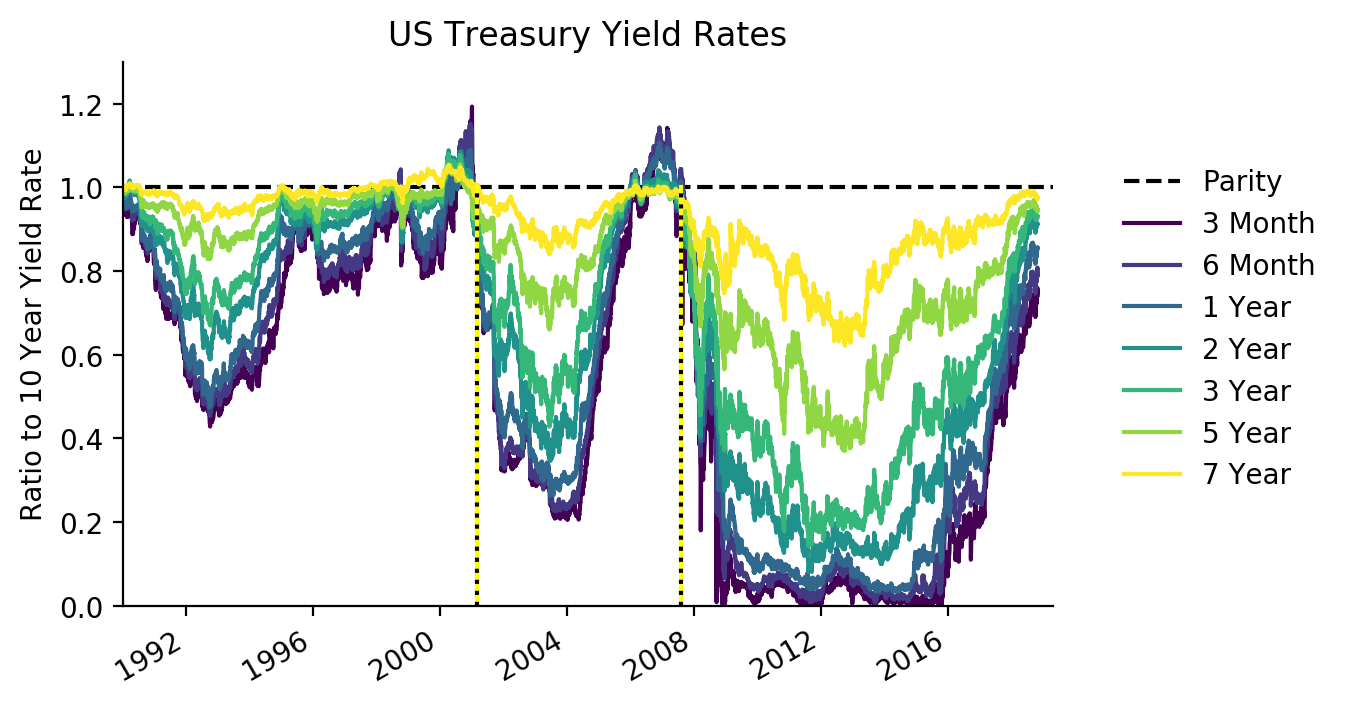 US Treasury Yield Rates
Ratio to 10 Year Yield Rate
1.2
1.0
0.8
0.6
0.4
0.2
0.0
1992
1996
2000
2004
2008
2012
2016
Parity
3 Month
6 Month
1 Year
2 Year
3 Year
5 Year
7 Year